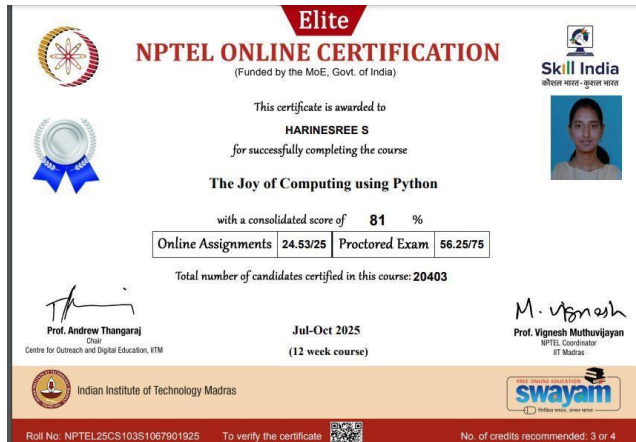 Elite
NPTEL ONLINE CERTIFICATION
(Funded by the MoE, Govt. of India)
Skill India
कौशल भारत - कुशल भारत
This certificate is awarded to
HARINESREE S
for successfully completing the course
The Joy of Computing using Python
with a consolidated score of 81 %
Online Assignments 24.53/25 Proctored Exam 56.25/75
Total number of candidates certified in this course: 20403
Prof. Andrew Thangaraj
Chair
Centre for Outreach and Digital Education, IITM
Jul-Oct 2025
(12 week course)
M. Vignesh
Prof. Vignesh Muthuvijayan
NPTEL Coordinator
IIT Madras
Indian Institute of Technology Madras
FREE ONLINE EDUCATION
swayam
शिक्षित भारत, उन्नत भारत
Roll No: NPTEL25CS103S1067901925 To verify the certificate No. of credits recommended: 3 or 4